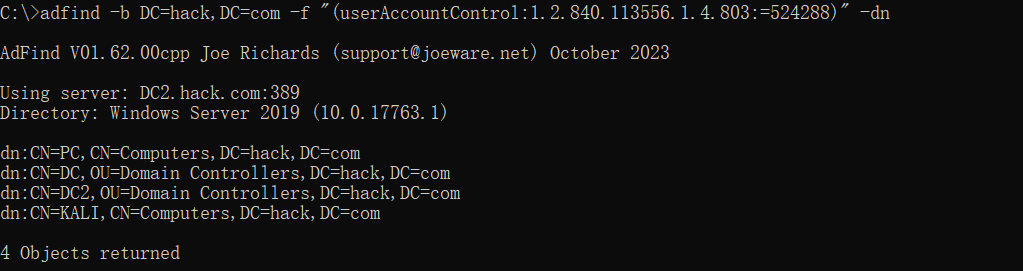 C:\>adfind -b DC=hack,DC=com -f "(userAccountControl:1.2.840.113556.1.4.803:=524288)" -dn
AdFind V01.62.00cpp Joe Richards (support@joeware.net) October 2023
Using server: DC2.hack.com:389
Directory: Windows Server 2019 (10.0.17763.1)
dn:CN=PC,CN=Computers,DC=hack,DC=com
dn:CN=DC,OU=Domain Controllers,DC=hack,DC=com
dn:CN=DC2,OU=Domain Controllers,DC=hack,DC=com
dn:CN=KALI,CN=Computers,DC=hack,DC=com
4 Objects returned